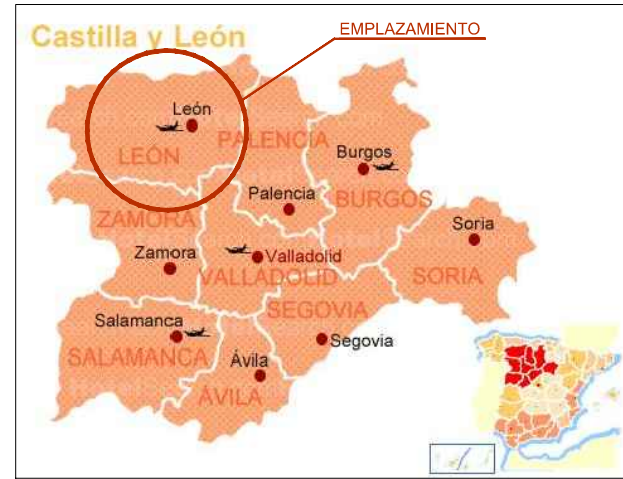 Castilla y León
EMPLAZAMIENTO
León
LEÓN
PALENCIA
Burgos
BURGOS
Palencia
ZAMORA
Zamora
Soria
SORIA
Valladolid
VALLADOLID
SEGOVIA
Segovia
Salamanca
SALAMANCA
Ávila
ÁVILA